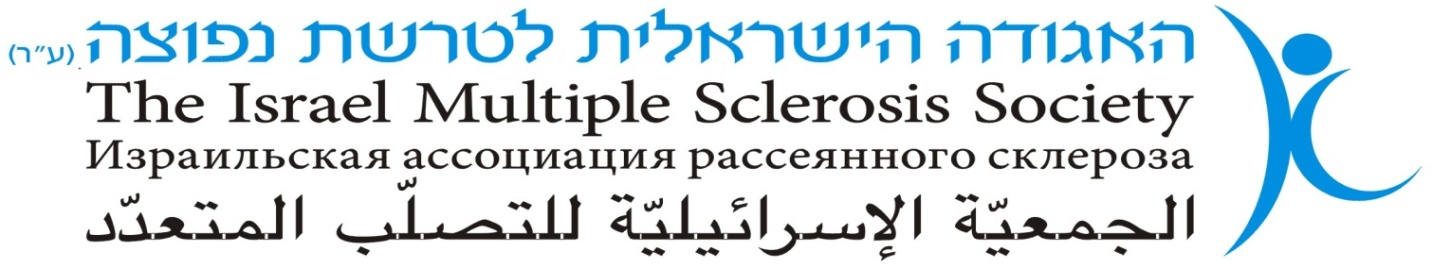 האגודה הישראלית לטרשת נפוצה (ע״ר)
The Israel Multiple Sclerosis Society
Израильская ассоциация рассеянного склероза
الجمعيّة الإسرائيليّة للتصلّب المتعدّد